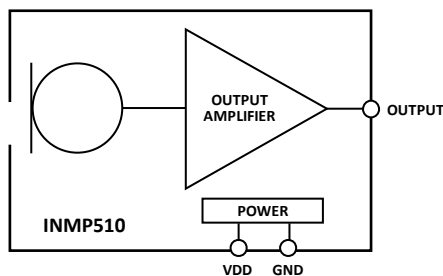 OUTPUT
AMPLIFIER
OUTPUT
INMP510
POWER
VDD GND